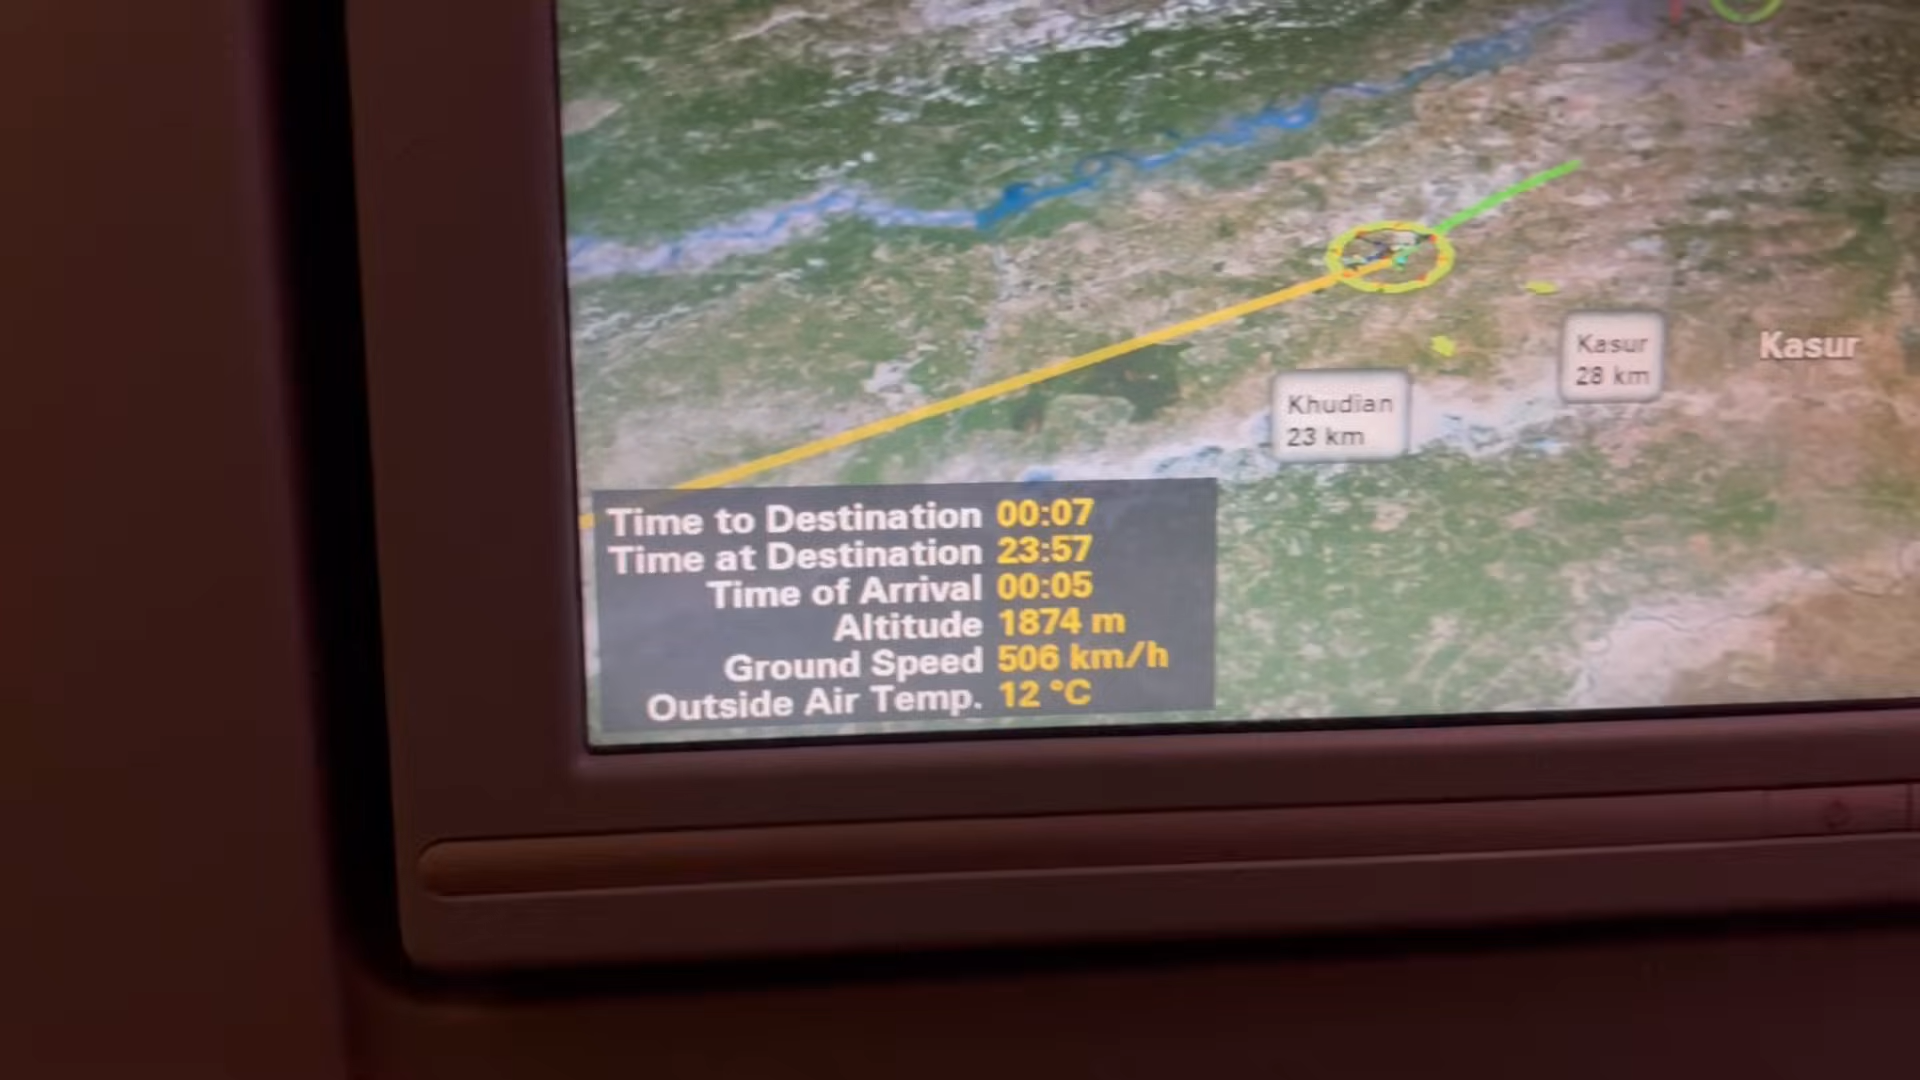 Kasur
28 km
Kasur
Khudian
23 km
Time to Destination 00:07
Time at Destination 23:57
Time of Arrival 00:05
Altitude 1874 m
Ground Speed 506 km/h
Outside Air Temp. 12 °C